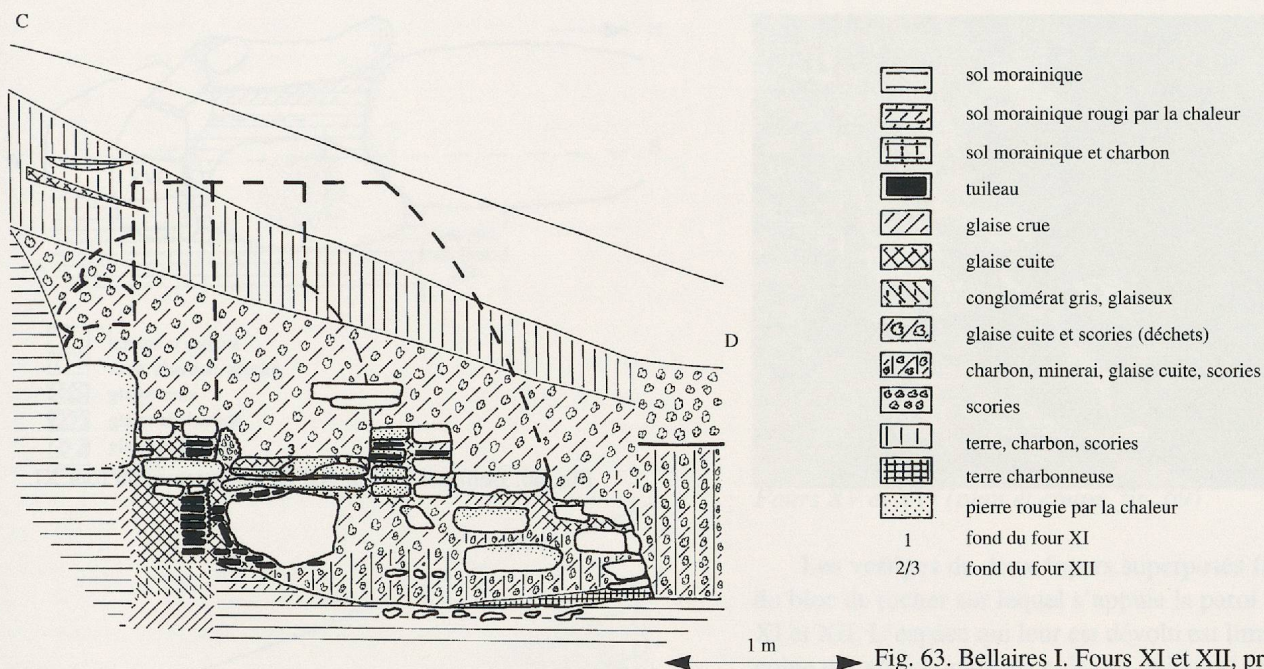 C
D
3
2
1
sol morainique
sol morainique rougi par la chaleur
sol morainique et charbon
tuileau
glaise crue
glaise cuite
conglomérat gris, glaiseux
glaise cuite et scories (déchets)
charbon, minerai, glaise cuite, scories
scories
terre, charbon, scories
terre charbonneuse
pierre rougie par la chaleur
1 fond du four XI
2/3 fond du four XII
1 m
Fig. 63. Bellaires I. Fours XI et XII, pr